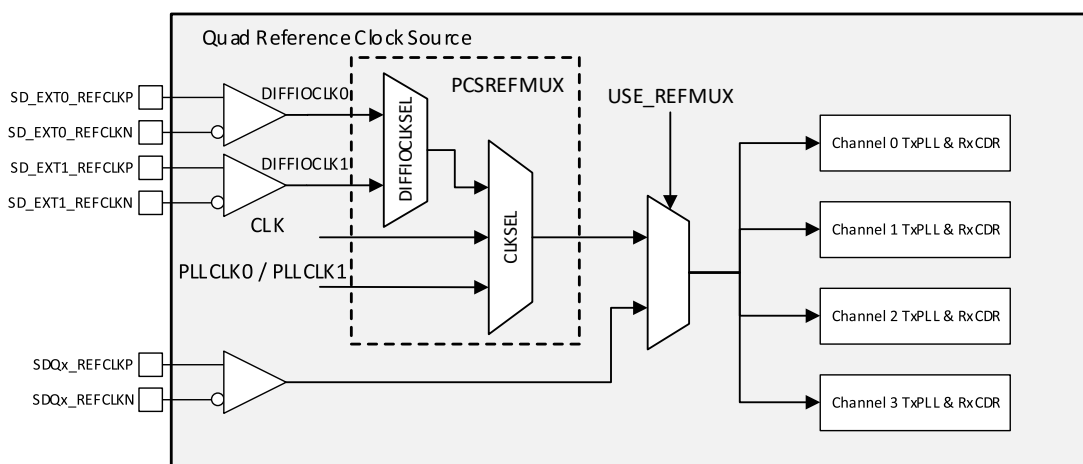 Quad Reference Clock Source
SD_EXT0_REFCLKP
SD_EXT0_REFCLKN
SD_EXT1_REFCLKP
SD_EXT1_REFCLKN
DIFFIOCLK0
DIFFIOCLK1
CLK
PLLCLK0 / PLLCLK1
DIFFIOCLKSEL
PCSREFMUX
CLKSEL
USE_REFMUX
SDQx_REFCLKP
SDQx_REFCLKN
Channel 0 TxPLL & RxCDR
Channel 1 TxPLL & RxCDR
Channel 2 TxPLL & RxCDR
Channel 3 TxPLL & RxCDR